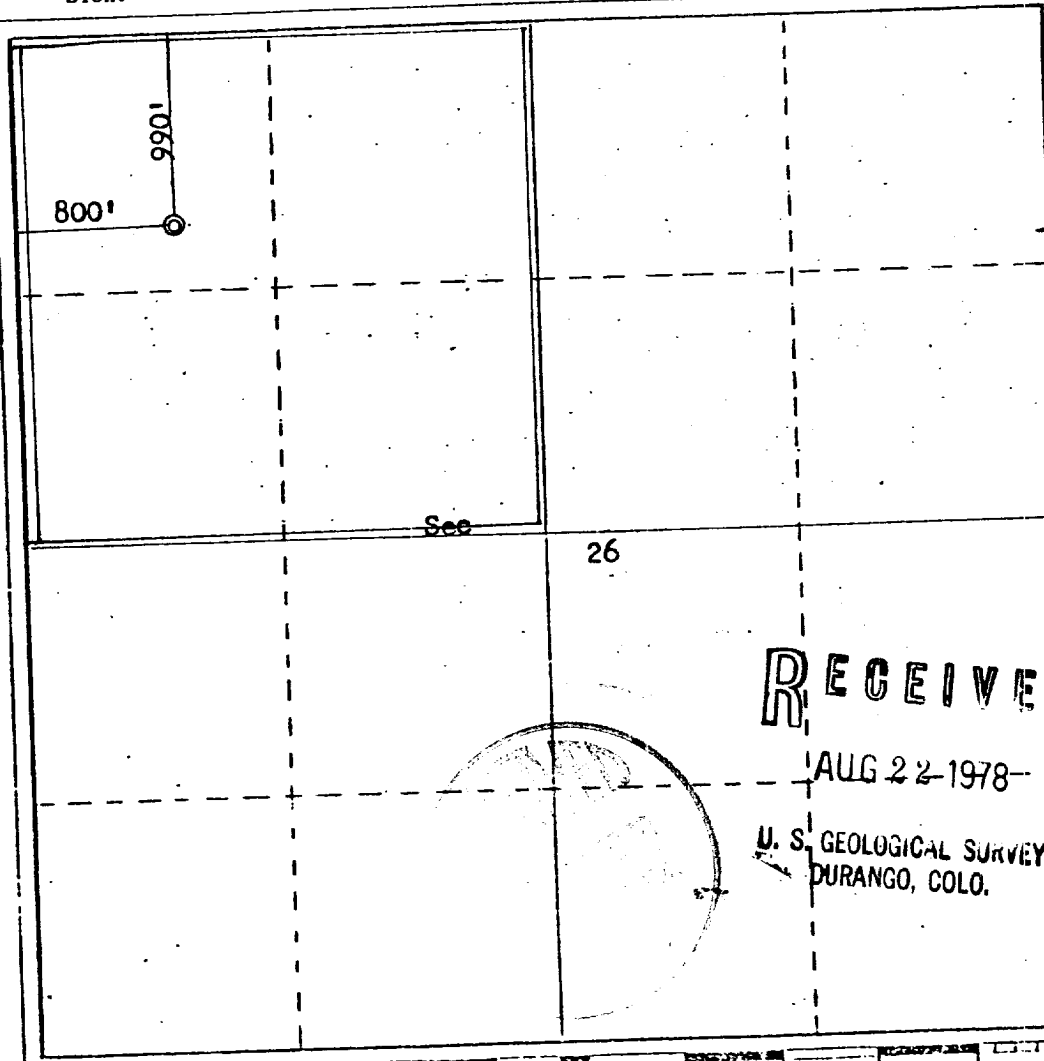 990'
800'
Sec
26
RECEIVE
AUG 22 1978
U. S. GEOLOGICAL SURVEY
DURANGO, COLO.